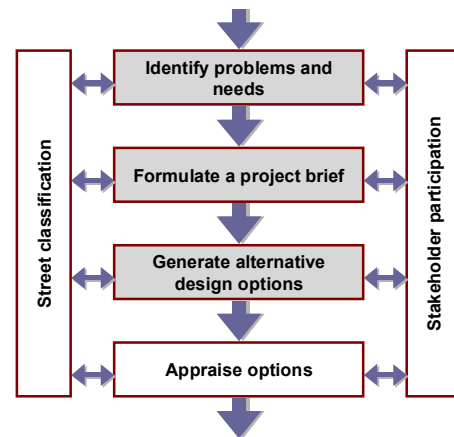 Street classification
Identify problems and
needs
Formulate a project brief
Generate alternative
design options
Appraise options
Stakeholder participation